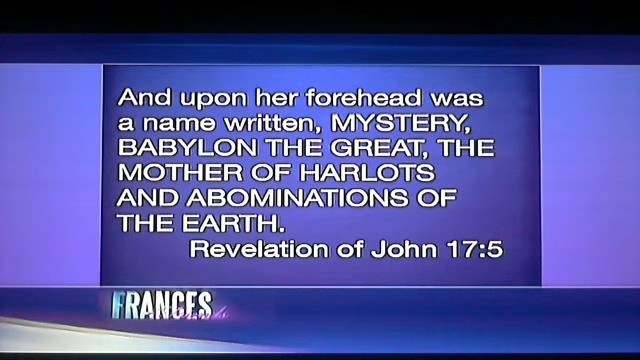 And upon her forehead was
a name written, MYSTERY,
BABYLON THE GREAT, THE
MOTHER OF HARLOTS
AND ABOMINATIONS OF
THE EARTH.
Revelation of John 17:5
FRANCES